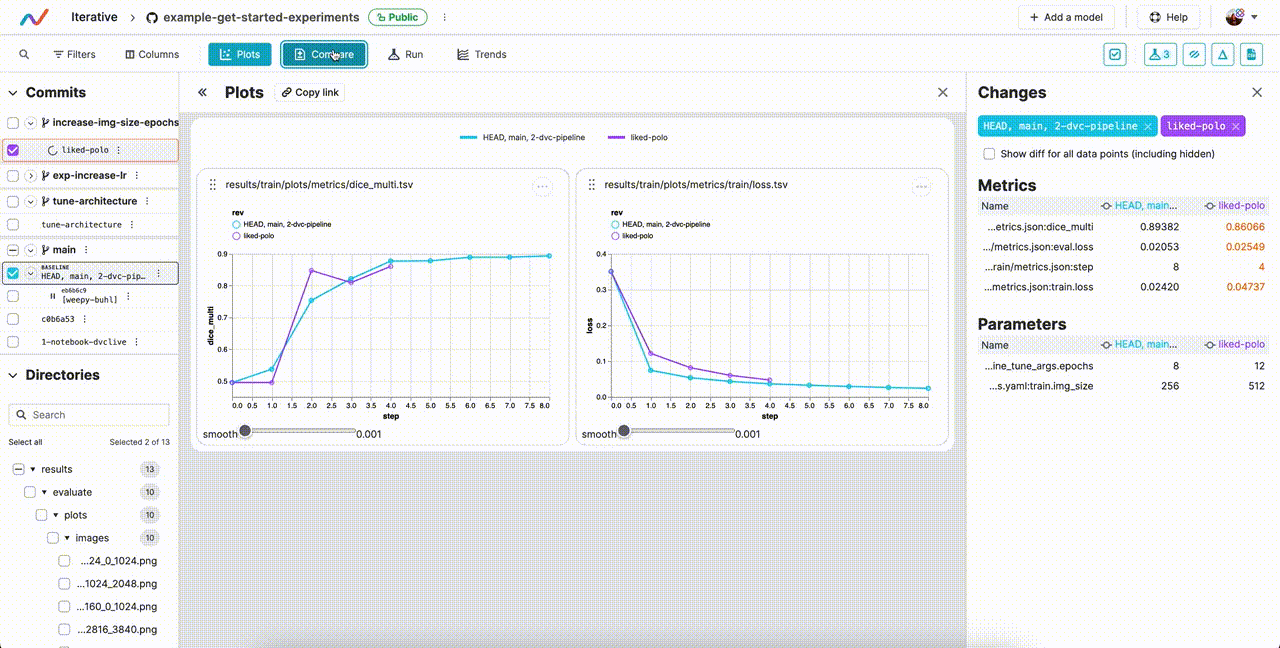 Iterative example-get-started-experiments Public Add a model Help
Filters Columns Plots Compare Run Trends 3
Commits
increase-img-size-epochs
liked-polo
exp-increase-lr
tune-architecture
tune-architecture
main
BASELINE
HEAD, main, 2-dvc-pip…
eb6b6c9
[weepy-buhl]
c0b6a53
1-notebook-dvclive
Directories
Search
Select all Selected 2 of 13
results 13
evaluate 10
plots 10
images 10
...24_0_1024.png
...1024_2048.png
...160_0_1024.png
...2816_3840.png
Plots Copy link
HEAD, main, 2-dvc-pipeline liked-polo
results/train/plots/metrics/dice_multi.tsv
rev
HEAD, main, 2-dvc-pipeline
liked-polo
0.9
0.8
0.7
0.6
0.5
dice_multi
0.0 0.5 1.0 1.5 2.0 2.5 3.0 3.5 4.0 4.5 5.0 5.5 6.0 6.5 7.0 7.5 8.0
step
smooth 0.001
results/train/plots/metrics/train/loss.tsv
rev
HEAD, main, 2-dvc-pipeline
liked-polo
0.4
0.3
0.2
0.1
0.0
loss
0.0 0.5 1.0 1.5 2.0 2.5 3.0 3.5 4.0 4.5 5.0 5.5 6.0 6.5 7.0 7.5 8.0
step
smooth 0.001
Changes
HEAD, main, 2-dvc-pipeline liked-polo
Show diff for all data points (including hidden)
Metrics
Name HEAD, main... liked-polo
...etrics.json:dice_multi 0.89382 0.86066
.../metrics.json:eval.loss 0.02053 0.02549
...rain/metrics.json:step 8 4
...metrics.json:train.loss 0.02420 0.04737
Parameters
Name HEAD, main... liked-polo
...ine_tune_args.epochs 8 12
...s.yaml:train.img_size 256 512